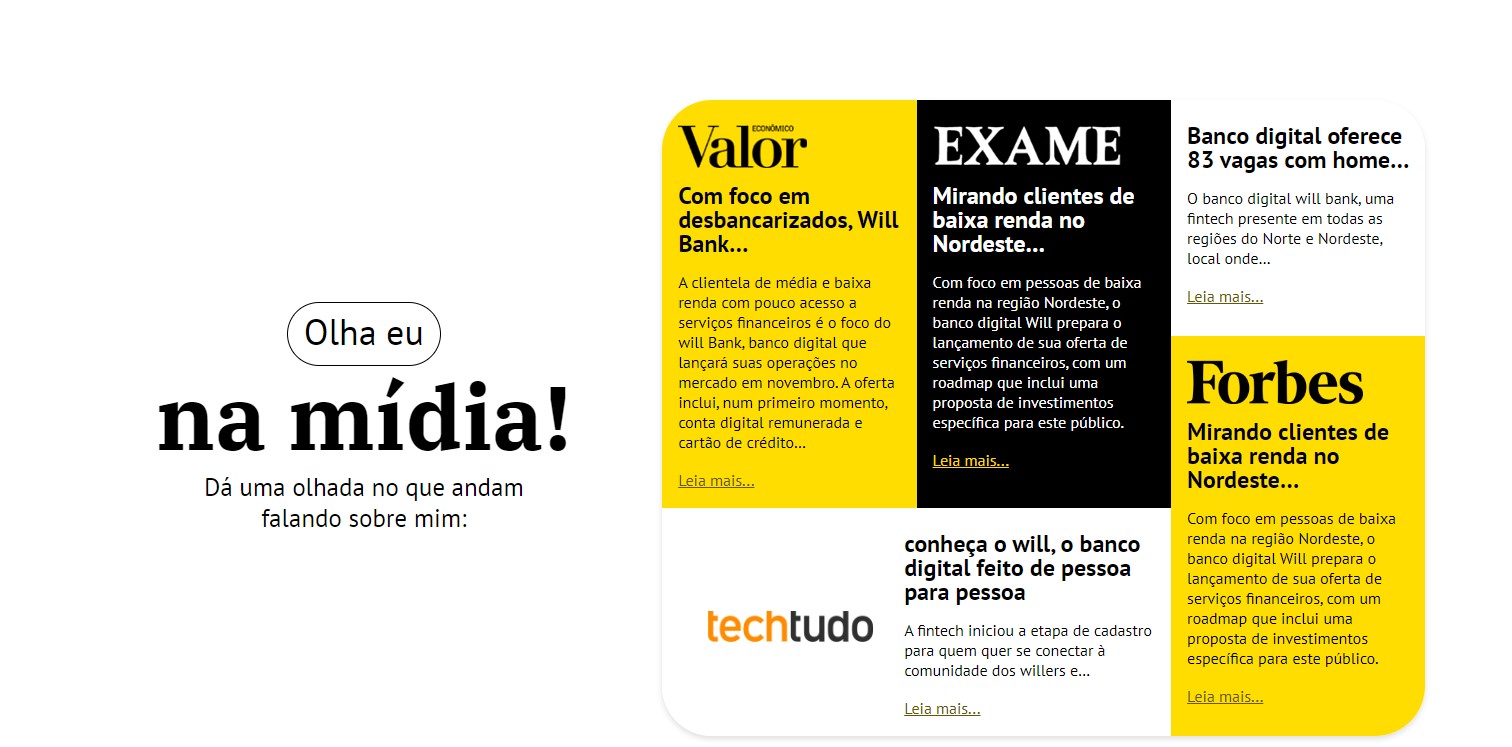 Olha eu
na mídia!
Dá uma olhada no que andam
falando sobre mim:
Valor
ECONÔMICO
Com foco em
desbancarizados, Will
Bank...
A clientela de média e baixa
renda com pouco acesso a
serviços financeiros é o foco do
will Bank, banco digital que
lançará suas operações no
mercado em novembro. A oferta
inclui, num primeiro momento,
conta digital remunerada e
cartão de crédito...
Leia mais...
EXAME
Mirando clientes de
baixa renda no
Nordeste...
Com foco em pessoas de baixa
renda na região Nordeste, o
banco digital Will prepara o
lançamento de sua oferta de
serviços financeiros, com um
roadmap que inclui uma
proposta de investimentos
específica para este público.
Leia mais...
Banco digital oferece
83 vagas com home...
O banco digital will bank, uma
fintech presente em todas as
regiões do Norte e Nordeste,
local onde...
Leia mais...
Forbes
Mirando clientes de
baixa renda no
Nordeste...
Com foco em pessoas de baixa
renda na região Nordeste, o
banco digital Will prepara o
lançamento de sua oferta de
serviços financeiros, com um
roadmap que inclui uma
proposta de investimentos
específica para este público.
Leia mais...
techtudo
conheça o will, o banco
digital feito de pessoa
para pessoa
A fintech iniciou a etapa de cadastro
para quem quer se conectar à
comunidade dos willers e...
Leia mais...